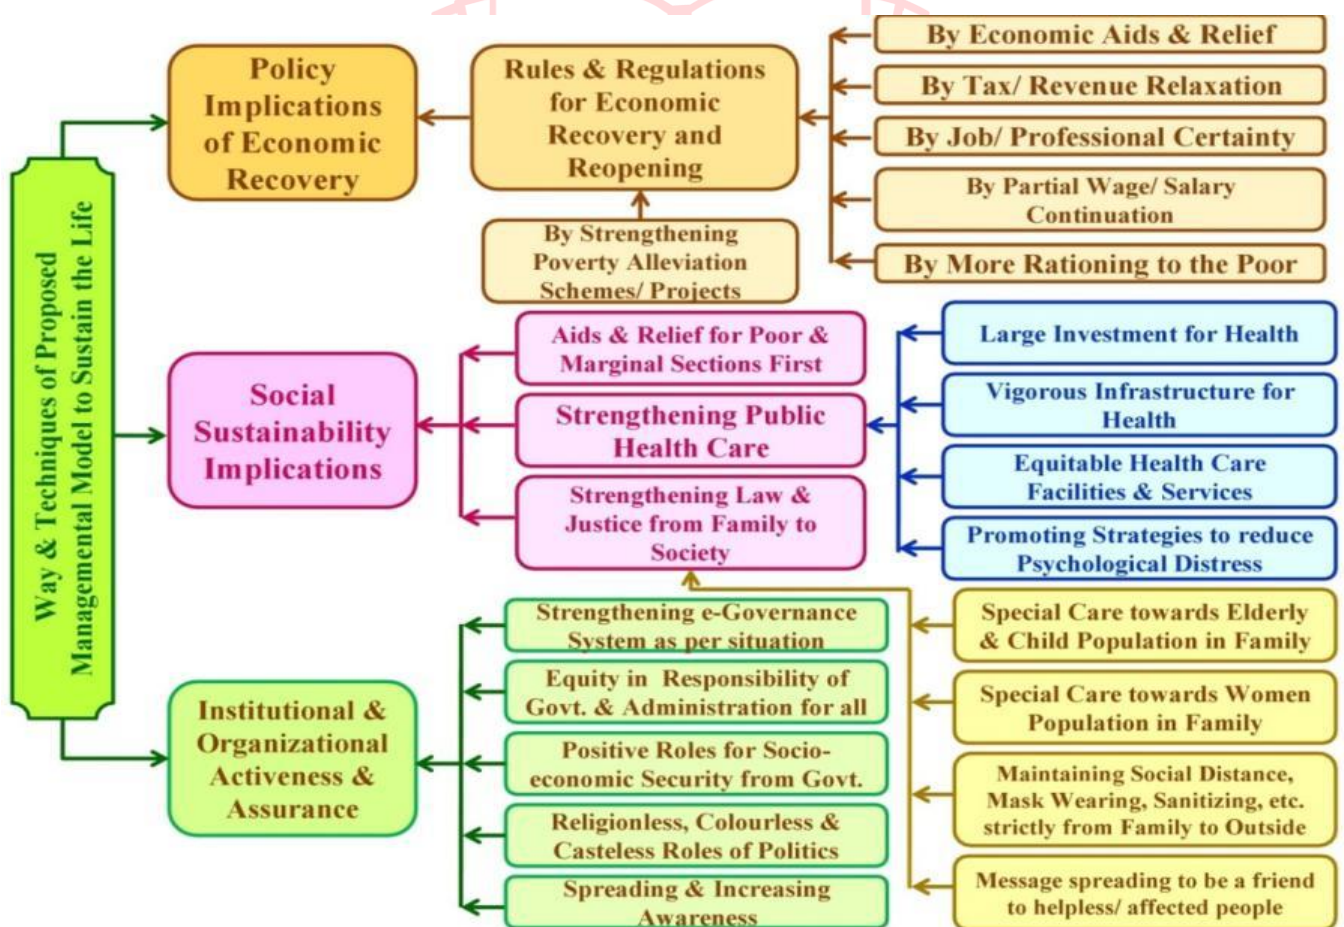 Way & Techniques of Proposed
Managemental Model to Sustain the Life
Policy
Implications
of Economic
Recovery
Rules & Regulations
for Economic
Recovery and
Reopening
By Strengthening
Poverty Alleviation
Schemes/ Projects
By Economic Aids & Relief
By Tax/ Revenue Relaxation
By Job/ Professional Certainty
By Partial Wage/ Salary
Continuation
By More Rationing to the Poor
Social
Sustainability
Implications
Aids & Relief for Poor &
Marginal Sections First
Strengthening Public
Health Care
Strengthening Law &
Justice from Family to
Society
Large Investment for Health
Vigorous Infrastructure for
Health
Equitable Health Care
Facilities & Services
Promoting Strategies to reduce
Psychological Distress
Institutional &
Organizational
Activeness &
Assurance
Strengthening e-Governance
System as per situation
Equity in Responsibility of
Govt. & Administration for all
Positive Roles for Socio-
economic Security from Govt.
Religionless, Colourless &
Casteless Roles of Politics
Spreading & Increasing
Awareness
Special Care towards Elderly
& Child Population in Family
Special Care towards Women
Population in Family
Maintaining Social Distance,
Mask Wearing, Sanitizing, etc.
strictly from Family to Outside
Message spreading to be a friend
to helpless/ affected people